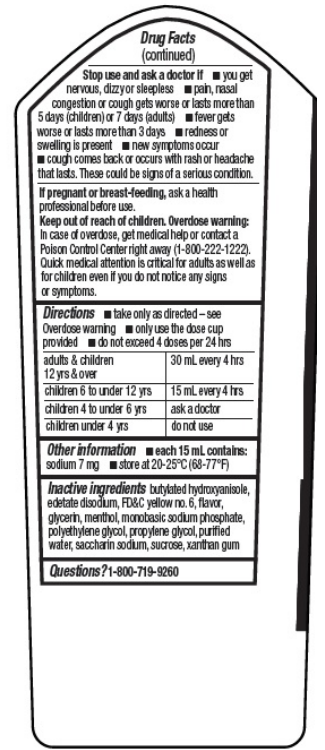 Drug Facts
(continued)
Stop use and ask a doctor if ■ you get
nervous, dizzy or sleepless ■ pain, nasal
congestion or cough gets worse or lasts more than
5 days (children) or 7 days (adults) ■ fever gets
worse or lasts more than 3 days ■ redness or
swelling is present ■ new symptoms occur
■ cough comes back or occurs with rash or headache
that lasts. These could be signs of a serious condition.
If pregnant or breast-feeding, ask a health
professional before use.
Keep out of reach of children. Overdose warning:
In case of overdose, get medical help or contact a
Poison Control Center right away (1-800-222-1222).
Quick medical attention is critical for adults as well as
for children even if you do not notice any signs
or symptoms.
Directions ■ take only as directed – see
Overdose warning ■ only use the dose cup
provided ■ do not exceed 4 doses per 24 hrs
adults & children 30 mL every 4 hrs
12 yrs & over
children 6 to under 12 yrs 15 mL every 4 hrs
children 4 to under 6 yrs ask a doctor
children under 4 yrs do not use
Other information ■ each 15 mL contains:
sodium 7 mg ■ store at 20-25°C (68-77°F)
Inactive ingredients butylated hydroxyanisole,
edetate disodium, FD&C yellow no. 6, flavor,
glycerin, menthol, monobasic sodium phosphate,
polyethylene glycol, propylene glycol, purified
water, saccharin sodium, sucrose, xanthan gum
Questions? 1-800-719-9260